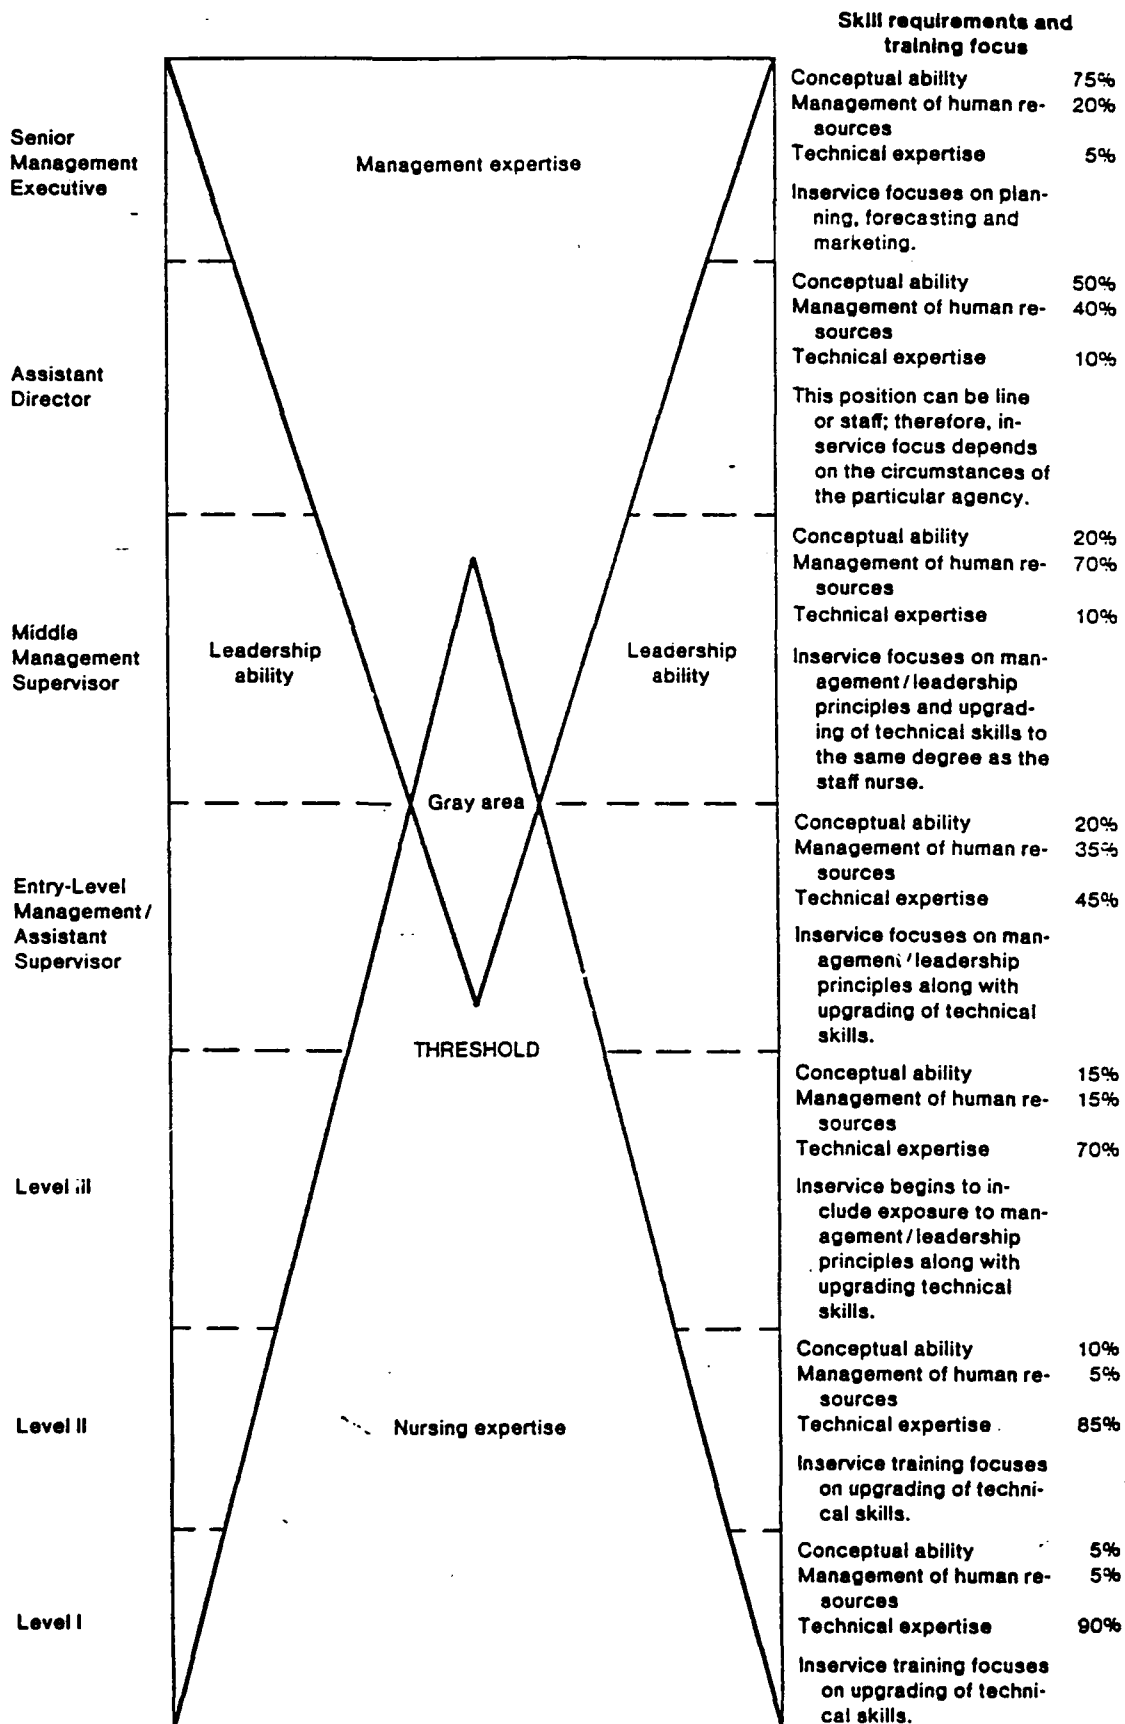 Skill requirements and
training focus
Senior
Management
Executive
Management expertise
Conceptual ability 75%
Management of human re- 20%
sources
Technical expertise 5%
Inservice focuses on plan-
ning, forecasting and
marketing.
Assistant
Director
Conceptual ability 50%
Management of human re- 40%
sources
Technical expertise 10%
This position can be line
or staff; therefore, in-
service focus depends
on the circumstances of
the particular agency.
Middle
Management
Supervisor
Leadership
ability
Leadership
ability
Conceptual ability 20%
Management of human re- 70%
sources
Technical expertise 10%
Inservice focuses on man-
agement/leadership
principles and upgrad-
ing of technical skills to
the same degree as the
staff nurse.
Gray area
Entry-Level
Management/
Assistant
Supervisor
Conceptual ability 20%
Management of human re- 35%
sources
Technical expertise 45%
Inservice focuses on man-
agement/leadership
principles along with
upgrading of technical
skills.
THRESHOLD
Level III
Conceptual ability 15%
Management of human re- 15%
sources
Technical expertise 70%
Inservice begins to in-
clude exposure to man-
agement/leadership
principles along with
upgrading technical
skills.
Level II
Nursing expertise
Conceptual ability 10%
Management of human re- 5%
sources
Technical expertise 85%
Inservice training focuses
on upgrading of techni-
cal skills.
Level I
Conceptual ability 5%
Management of human re- 5%
sources
Technical expertise 90%
Inservice training focuses
on upgrading of techni-
cal skills.